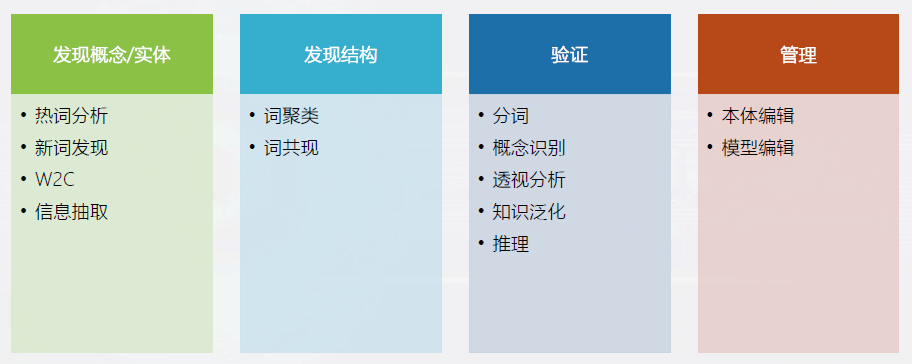 发现概念/实体
• 热词分析
• 新词发现
• W2C
• 信息抽取
发现结构
• 词聚类
• 词共现
验证
• 分词
• 概念识别
• 透视分析
• 知识泛化
• 推理
管理
• 本体编辑
• 模型编辑